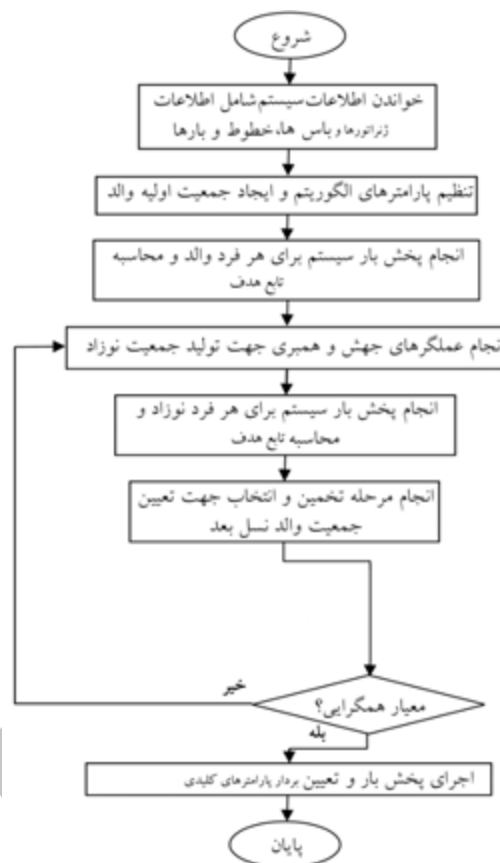 شروع
خواندن اطلاعات سیستم شامل اطلاعات
ژنراتورها و باس ها، خطوط و بارها
تنظیم پارامترهای الگوریتم و ایجاد جمعیت اولیه والد
انجام پخش بار سیستم برای هر فرد والد و محاسبه
تابع هدف
نجام عملگرهای جهش و همبری جهت تولید جمعیت نوزاد
انجام پخش بار سیستم برای هر فرد نوزاد و
محاسبه تابع هدف
انجام مرحله تخمین و انتخاب جهت تعیین
جمعیت والد نسل بعد
خیر
معیار همگرایی؟
بله
اجرای پخش بار و تعیین بردار پارامترهای کلیدی
پایان